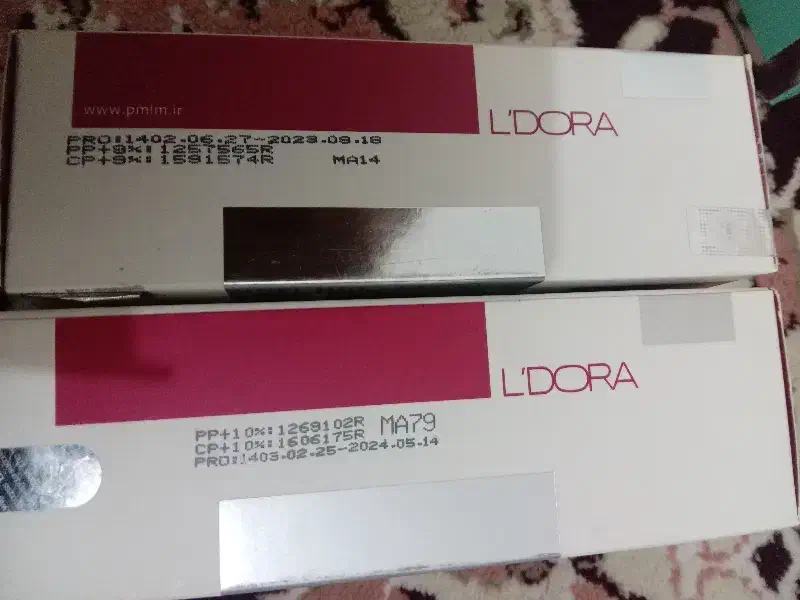 www.pmlm.ir
L'DORA
PRO:1402.06.27-2023.09.18
PP+9%:1257565R
CP+9%:1591574R MA14
L'DORA
PP+10%:1269102R MA79
CP+10%:1606175R
PRO:1403.02.25-2024.05.14